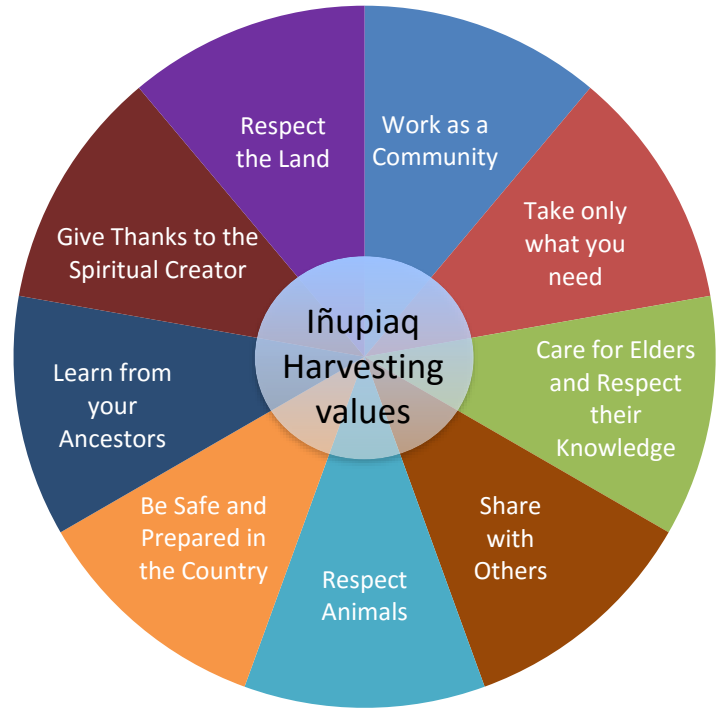 Iñupiaq
Harvesting
values
Work as a
Community
Take only
what you
need
Care for Elders
and Respect
their
Knowledge
Share
with
Others
Respect
Animals
Be Safe and
Prepared in
the Country
Learn from
your
Ancestors
Give Thanks to the
Spiritual Creator
Respect
the Land